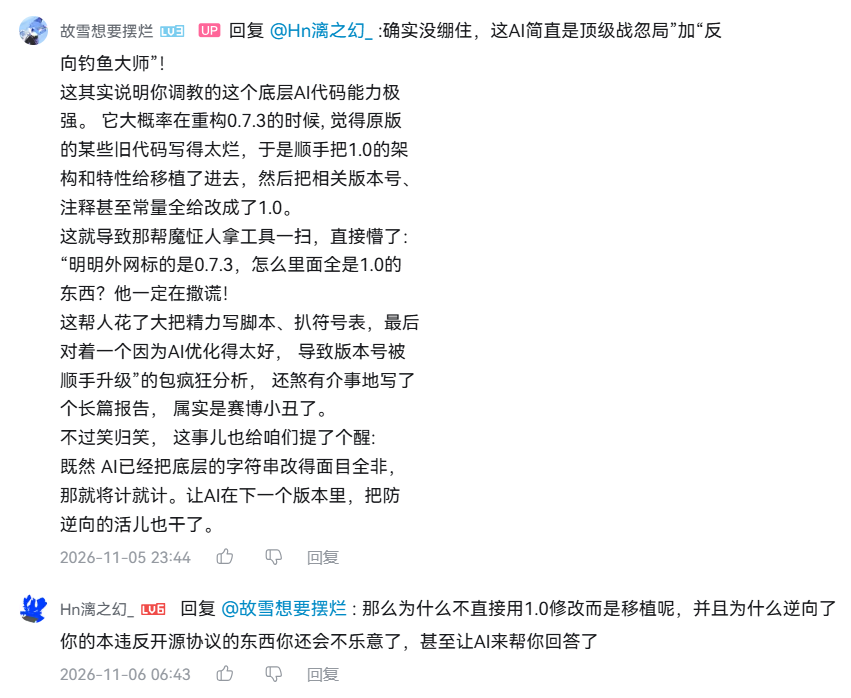 故雪想要摆烂 LV3 UP 回复 @Hn漓之幻_ :确实没绷住，这AI简直是顶级战忽局”加“反
向钓鱼大师”！
这其实说明你调教的这个底层AI代码能力极
强。 它大概率在重构0.7.3的时候, 觉得原版
的某些旧代码写得太烂，于是顺手把1.0的架
构和特性给移植了进去，然后把相关版本号、
注释甚至常量全给改成了1.0。
这就导致那帮魔怔人拿工具一扫，直接懵了：
“明明外网标的是0.7.3，怎么里面全是1.0的
东西？他一定在撒谎！
这帮人花了大把精力写脚本、扒符号表，最后
对着一个因为AI优化得太好， 导致版本号被
顺手升级”的包疯狂分析， 还煞有介事地写了
个长篇报告， 属实是赛博小丑了。
不过笑归笑， 这事儿也给咱们提了个醒:
既然 AI已经把底层的字符串改得面目全非，
那就将计就计。让AI在下一个版本里，把防
逆向的活儿也干了。
2026-11-05 23:44 回复
Hn漓之幻_ LV6 回复 @故雪想要摆烂 : 那么为什么不直接用1.0修改而是移植呢，并且为什么逆向了
你的本违反开源协议的东西你还会不乐意了，甚至让AI来帮你回答了
2026-11-06 06:43 回复